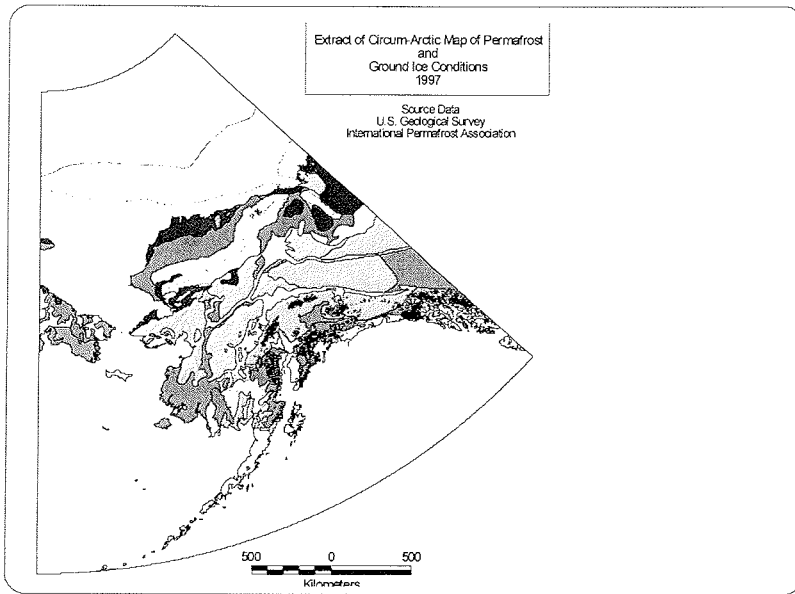 Extract of Circum-Arctic Map of Permafrost
and
Ground Ice Conditions
1997
Source Data
U.S. Geological Survey
International Permafrost Association
500 0 500
Kilometers